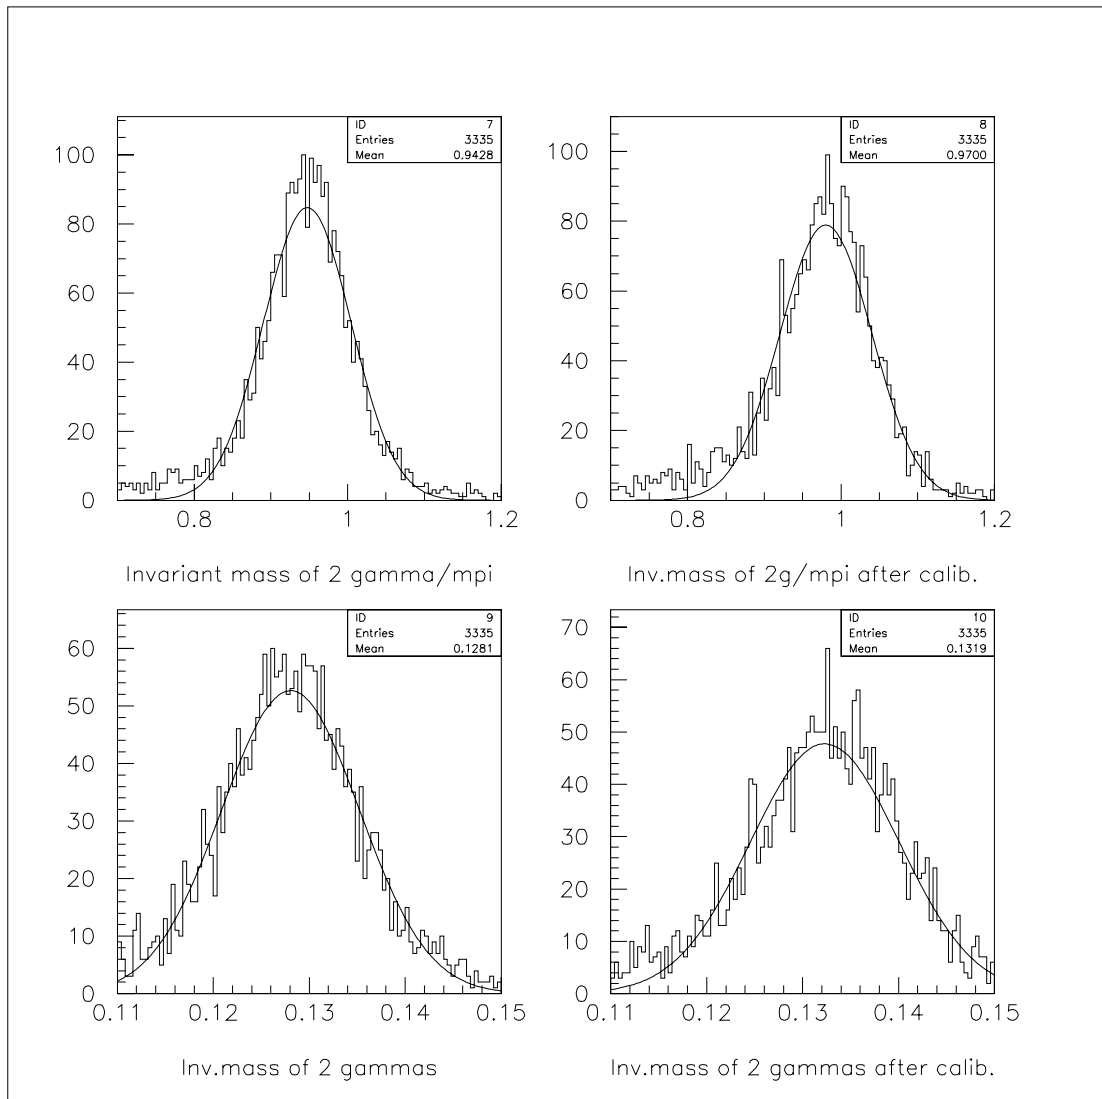 ID 7
Entries 3335
Mean 0.9428
100
80
60
40
20
0
0.8 1 1.2
Invariant mass of 2 gamma/mpi
ID 8
Entries 3335
Mean 0.9700
100
80
60
40
20
0
0.8 1 1.2
Inv.mass of 2g/mpi after calib.
ID 9
Entries 3335
Mean 0.1281
60
50
40
30
20
10
0
0.11 0.12 0.13 0.14 0.15
Inv.mass of 2 gammas
ID 10
Entries 3335
Mean 0.1319
70
60
50
40
30
20
10
0
0.11 0.12 0.13 0.14 0.15
Inv.mass of 2 gammas after calib.